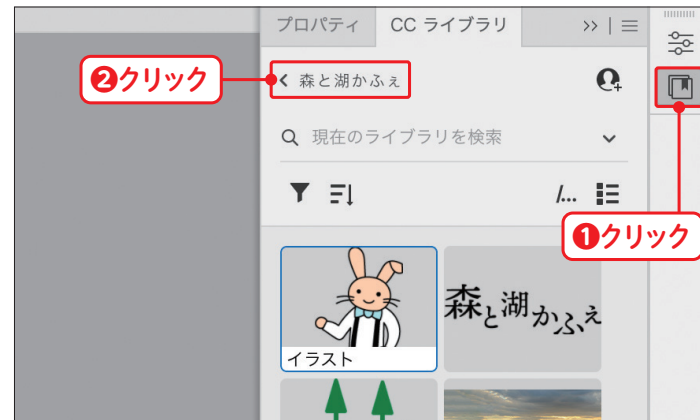 プロパティ CC ライブラリ >> | ≡
❷クリック
< 森と湖かふぇ
現在のライブラリを検索
/...
❶クリック
森と湖かふぇ
イラスト